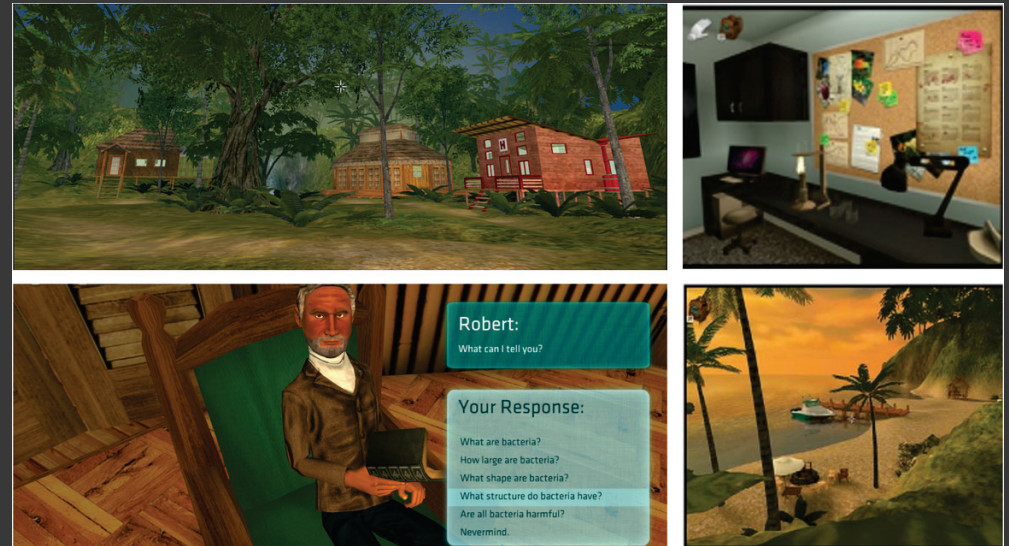 H
Robert:
What can I tell you?
Your Response:
What are bacteria?
How large are bacteria?
What shape are bacteria?
What structure do bacteria have?
Are all bacteria harmful?
Nevermind.